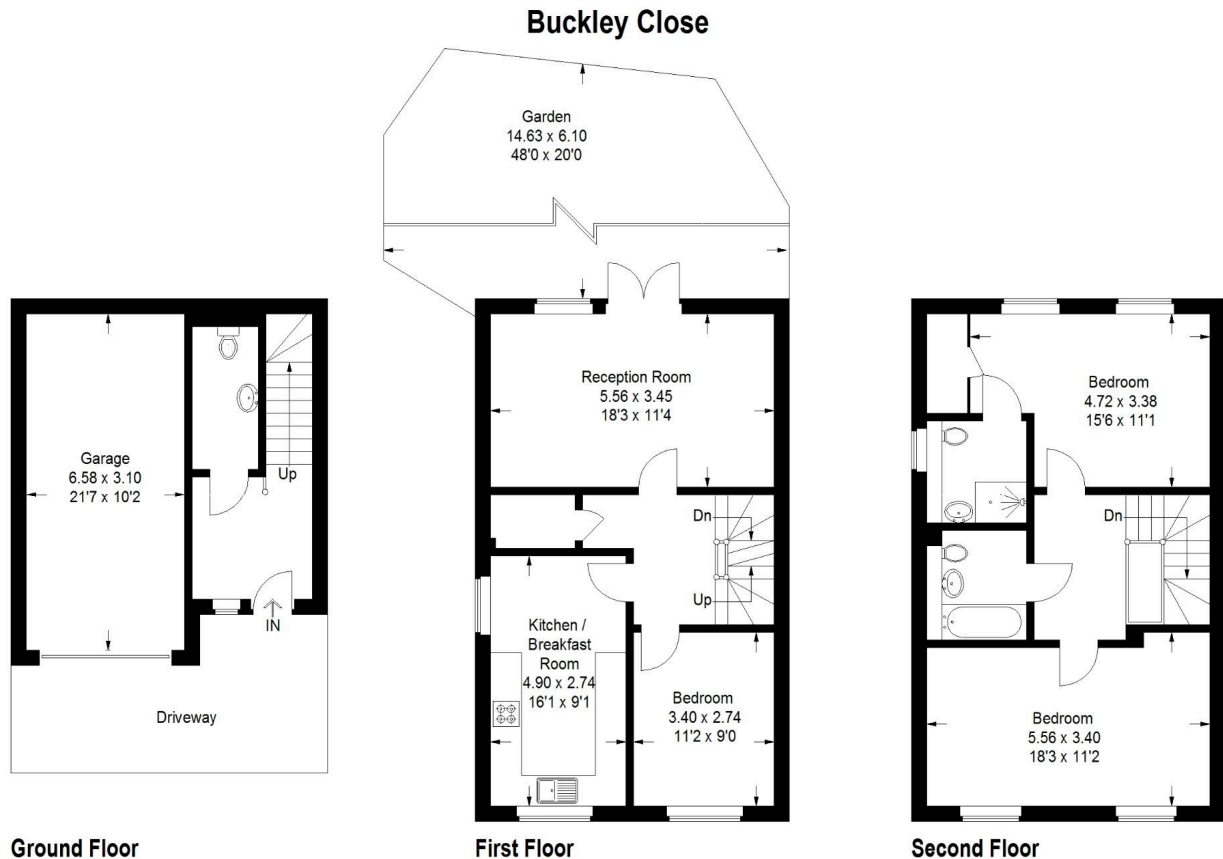 Buckley Close
Garden
14.63 x 6.10
48'0 x 20'0
Garage
6.58 x 3.10
21'7 x 10'2
Up
IN
Driveway
Ground Floor
Reception Room
5.56 x 3.45
18'3 x 11'4
Dn
Up
Kitchen /
Breakfast
Room
4.90 x 2.74
16'1 x 9'1
Bedroom
3.40 x 2.74
11'2 x 9'0
First Floor
Bedroom
4.72 x 3.38
15'6 x 11'1
Dn
Bedroom
5.56 x 3.40
18'3 x 11'2
Second Floor